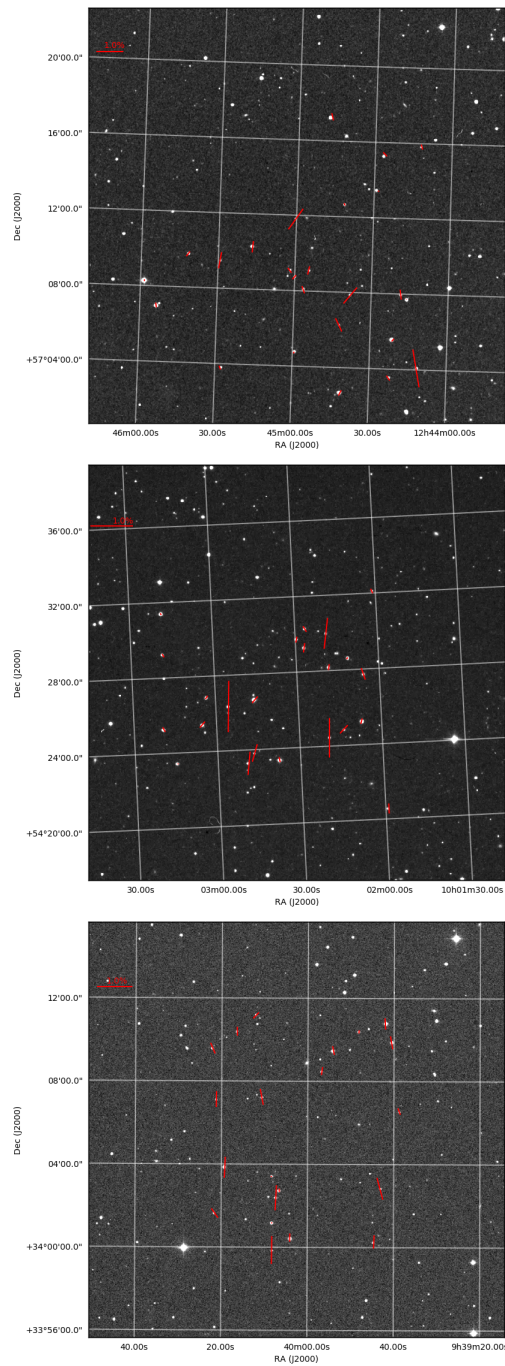 1.0%
20'00.0"
16'00.0"
12'00.0"
08'00.0"
+57°04'00.0"
Dec (J2000)
46m00.00s 30.00s 45m00.00s 30.00s 12h44m00.00s
RA (J2000)
1.0%
36'00.0"
32'00.0"
28'00.0"
24'00.0"
+54°20'00.0"
Dec (J2000)
30.00s 03m00.00s 30.00s 02m00.00s 10h01m30.00s
RA (J2000)
12'00.0"
08'00.0"
04'00.0"
+34°00'00.0"
+33°56'00.0"
Dec (J2000)
40.00s 20.00s 40m00.00s 40.00s 9h39m20.00s
RA (J2000)